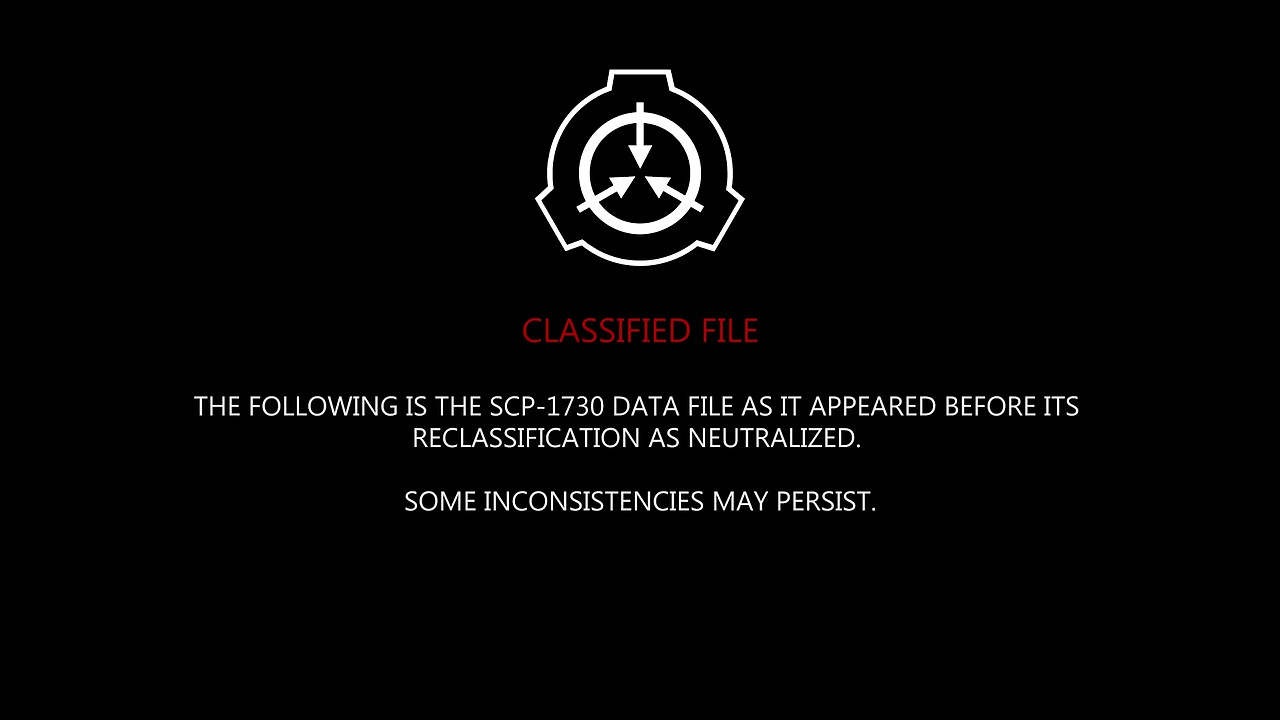 CLASSIFIED FILE
THE FOLLOWING IS THE SCP-1730 DATA FILE AS IT APPEARED BEFORE ITS
RECLASSIFICATION AS NEUTRALIZED.
SOME INCONSISTENCIES MAY PERSIST.